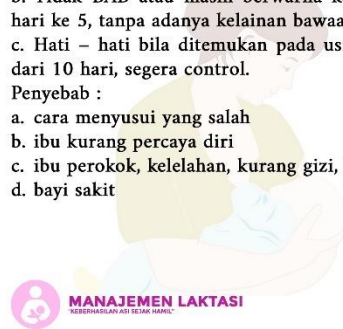 hari ke 5, tanpa adanya kelainan bawaa
c. Hati – hati bila ditemukan pada us
dari 10 hari, segera control.
Penyebab :
a. cara menyusui yang salah
b. ibu kurang percaya diri
c. ibu perokok, kelelahan, kurang gizi,
d. bayi sakit
MANAJEMEN LAKTASI
"KEBERHASILAN ASI SEJAK HAMIL"